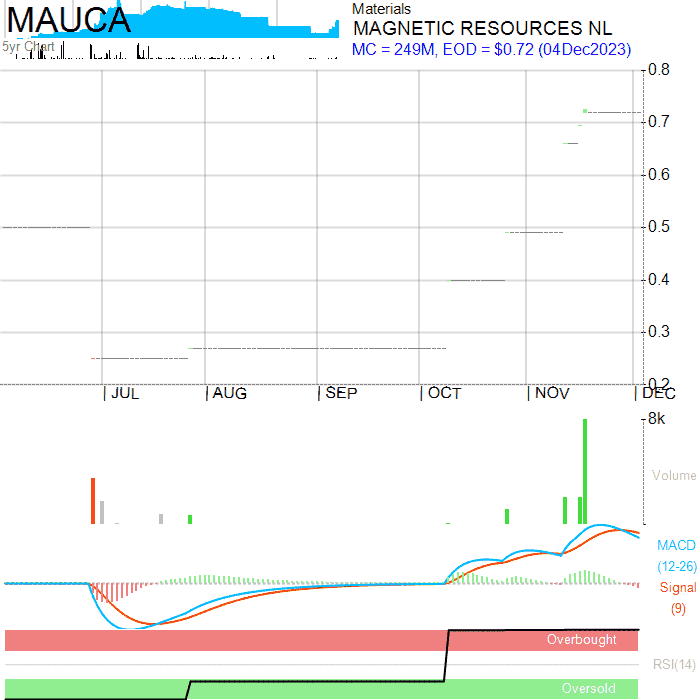 MAUCA
5yr Chart
Materials
MAGNETIC RESOURCES NL
MC = 249M, EOD = $0.72 (04Dec2023)
0.8
0.7
0.6
0.5
0.4
0.3
0.2
JUL AUG SEP OCT NOV DEC
8k
Volume
MACD
(12-26)
Signal
(9)
Overbought
RSI(14)
Oversold